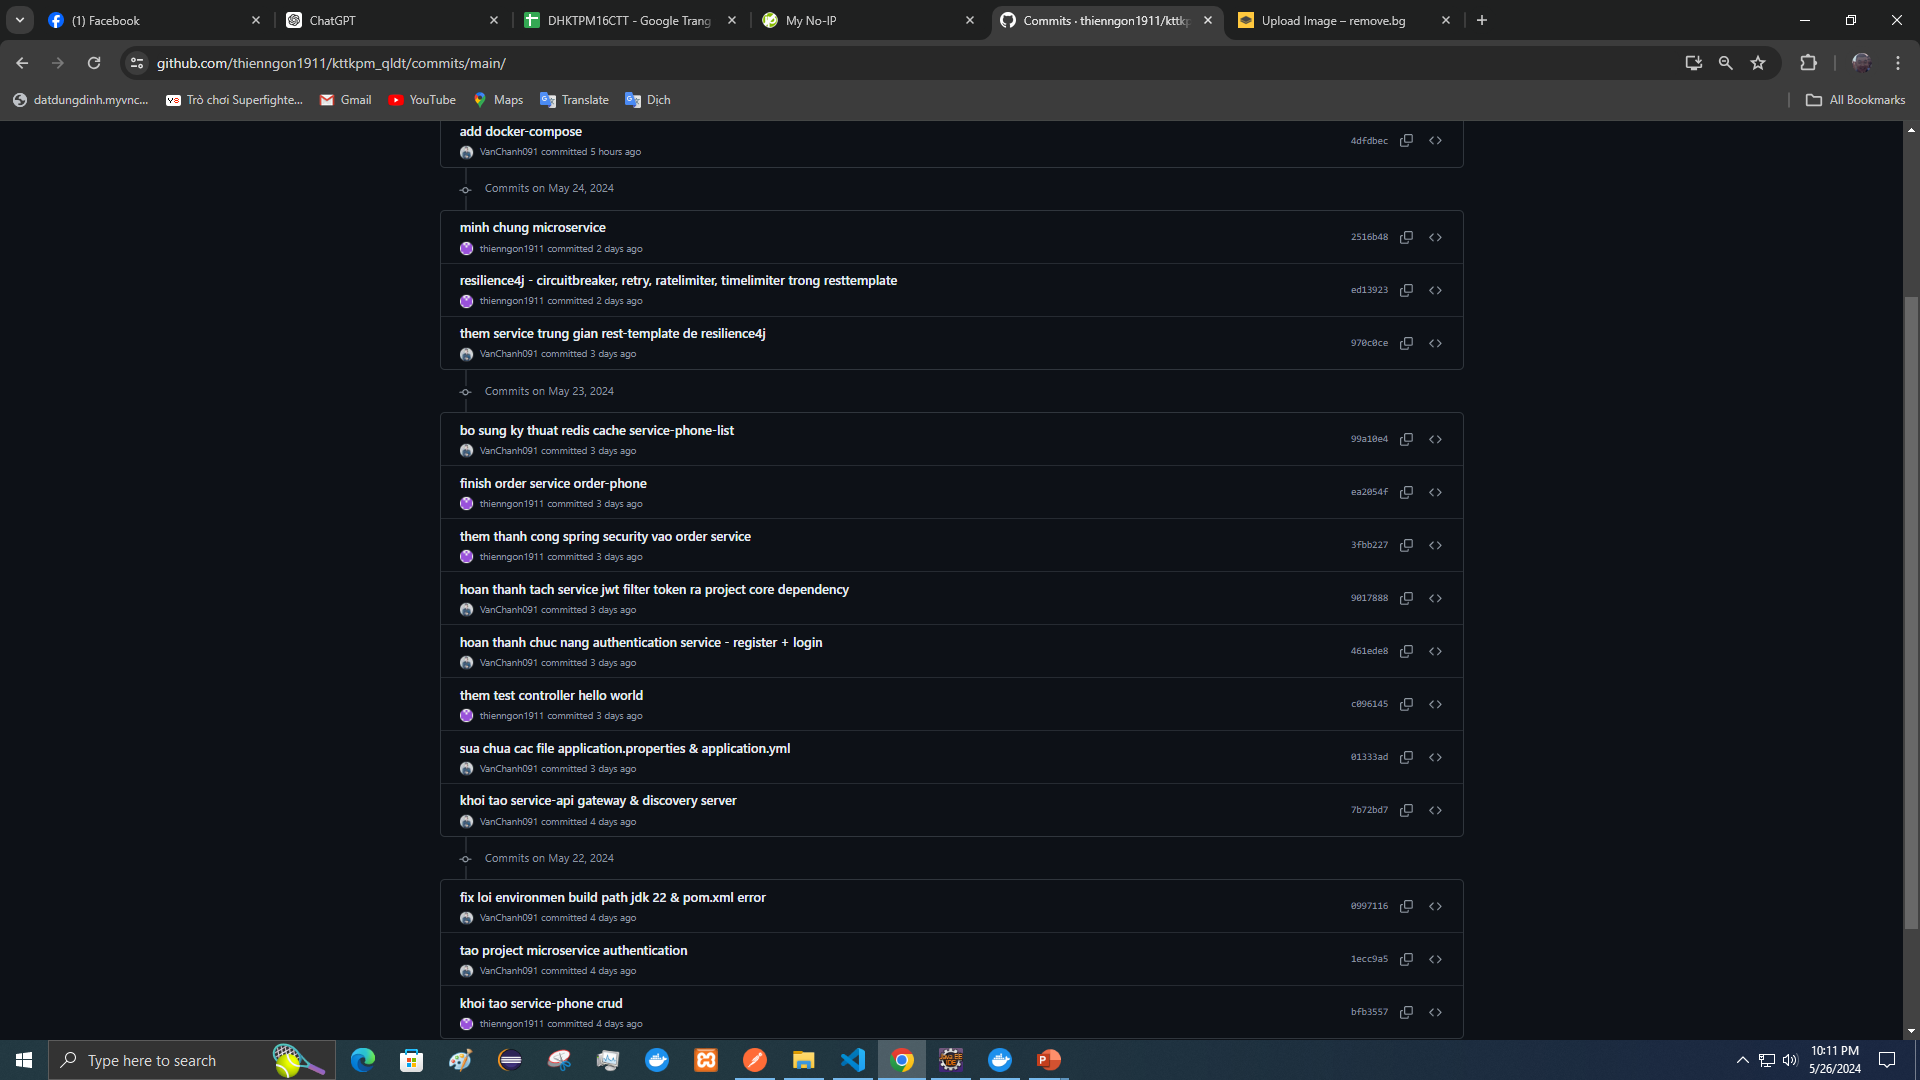 (1) Facebook
ChatGPT
DHKTPM16CTT - Google Trang
My No-IP
Commits · thienngon1911/kttkp
Upload Image – remove.bg
github.com/thienngon1911/kttkpm_qldt/commits/main/
datdungdinh.myvnc...
Trò chơi Superfighte...
Gmail
YouTube
Maps
Translate
Dịch
All Bookmarks
add docker-compose
VanChanh091 committed 5 hours ago
4dfdbec
Commits on May 24, 2024
minh chung microservice
thienngon1911 committed 2 days ago
2516b48
resilience4j - circuitbreaker, retry, ratelimiter, timelimiter trong resttemplate
thienngon1911 committed 2 days ago
ed13923
them service trung gian rest-template de resilience4j
VanChanh091 committed 3 days ago
970c0ce
Commits on May 23, 2024
bo sung ky thuat redis cache service-phone-list
VanChanh091 committed 3 days ago
99a10e4
finish order service order-phone
thienngon1911 committed 3 days ago
ea2054f
them thanh cong spring security vao order service
thienngon1911 committed 3 days ago
3fbb227
hoan thanh tach service jwt filter token ra project core dependency
VanChanh091 committed 3 days ago
9017888
hoan thanh chuc nang authentication service - register + login
VanChanh091 committed 3 days ago
461ede8
them test controller hello world
thienngon1911 committed 3 days ago
c096145
sua chua cac file application.properties & application.yml
VanChanh091 committed 3 days ago
01333ad
khoi tao service-api gateway & discovery server
VanChanh091 committed 4 days ago
7b72bd7
Commits on May 22, 2024
fix loi environmen build path jdk 22 & pom.xml error
VanChanh091 committed 4 days ago
0997116
tao project microservice authentication
VanChanh091 committed 4 days ago
1ecc9a5
khoi tao service-phone crud
thienngon1911 committed 4 days ago
bfb3557
Type here to search
10:11 PM
5/26/2024